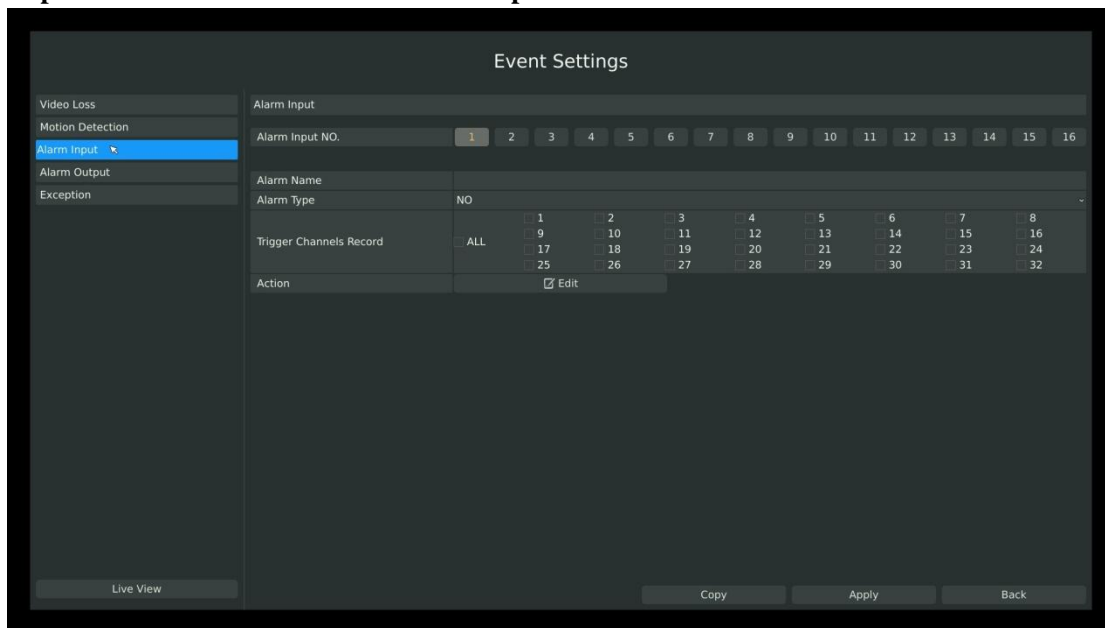 Event Settings
Video Loss
Motion Detection
Alarm Input
Alarm Output
Exception
Live View
Alarm Input
Alarm Input NO. 1 2 3 4 5 6 7 8 9 10 11 12 13 14 15 16
Alarm Name
Alarm Type NO
Trigger Channels Record ALL
1 2 3 4 5 6 7 8
9 10 11 12 13 14 15 16
17 18 19 20 21 22 23 24
25 26 27 28 29 30 31 32
Action Edit
Copy Apply Back